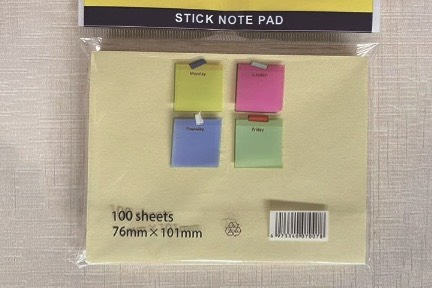 STICK NOTE PAD
Monday
Thursday
Friday
100 sheets
76mm×101mm